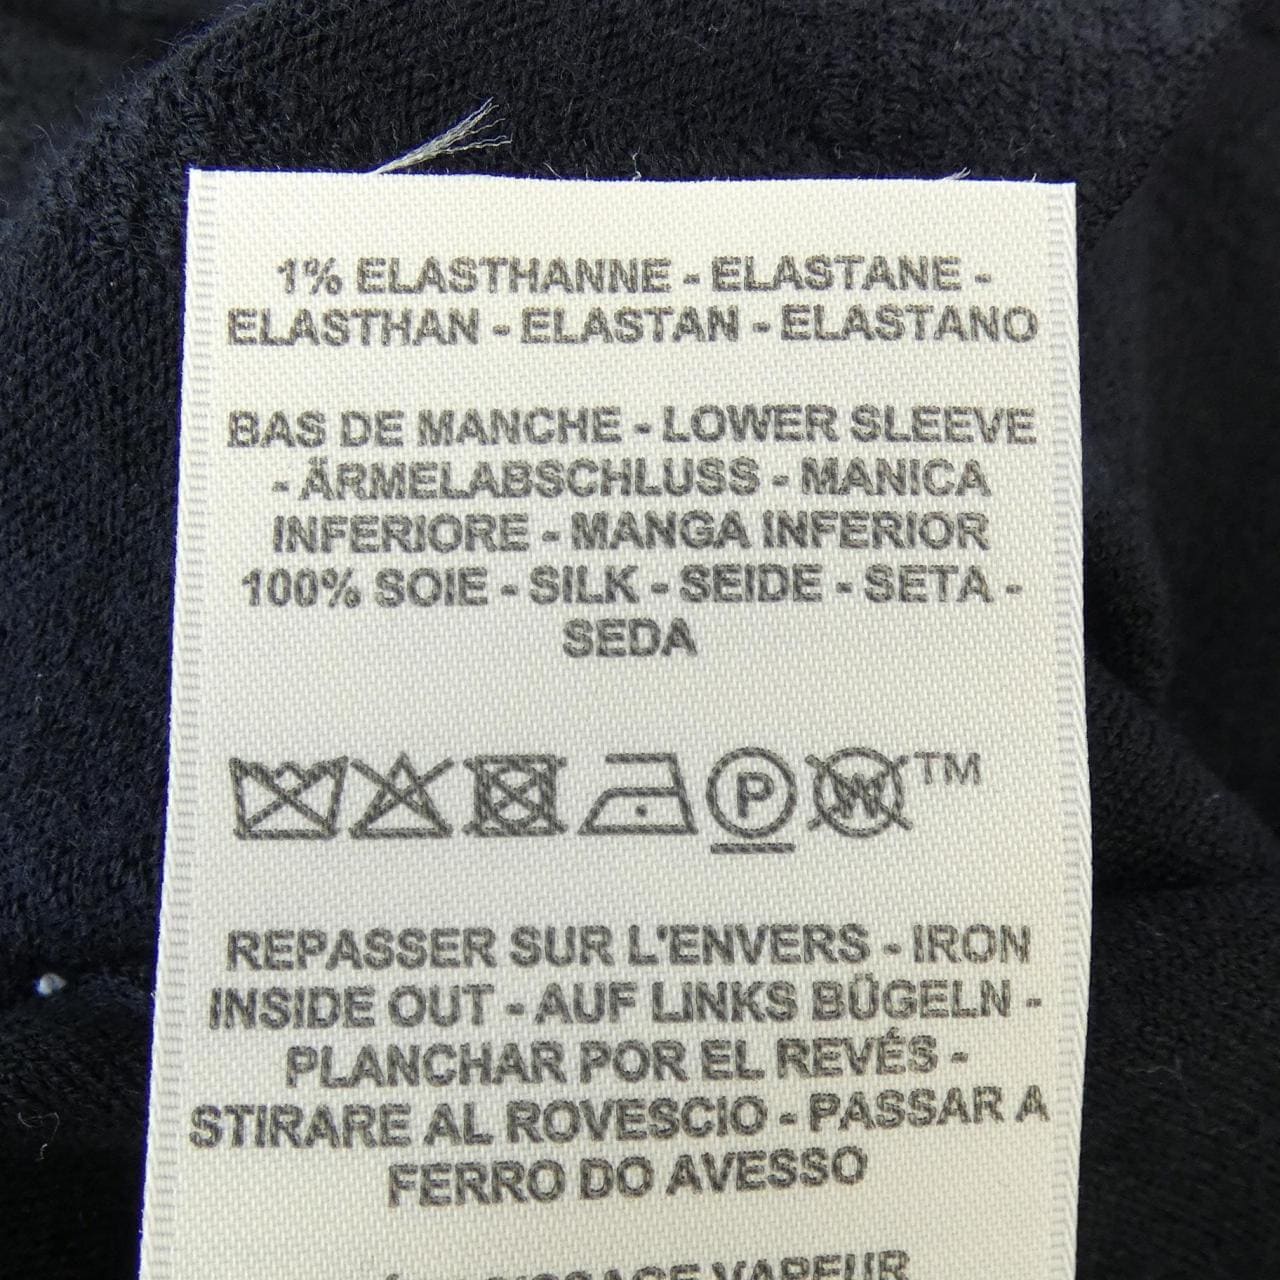 1% ELASTHANNE - ELASTANE -
ELASTHAN - ELASTAN - ELASTANO
BAS DE MANCHE - LOWER SLEEVE
- ÄRMELABSCHLUSS - MANICA
INFERIORE - MANGA INFERIOR
100% SOIE - SILK - SEIDE - SETA -
SEDA
P W TM
REPASSER SUR L'ENVERS - IRON
INSIDE OUT - AUF LINKS BÜGELN -
PLANCHAR POR EL REVÉS -
STIRARE AL ROVESCIO - PASSAR A
FERRO DO AVESSO
VAPEUR